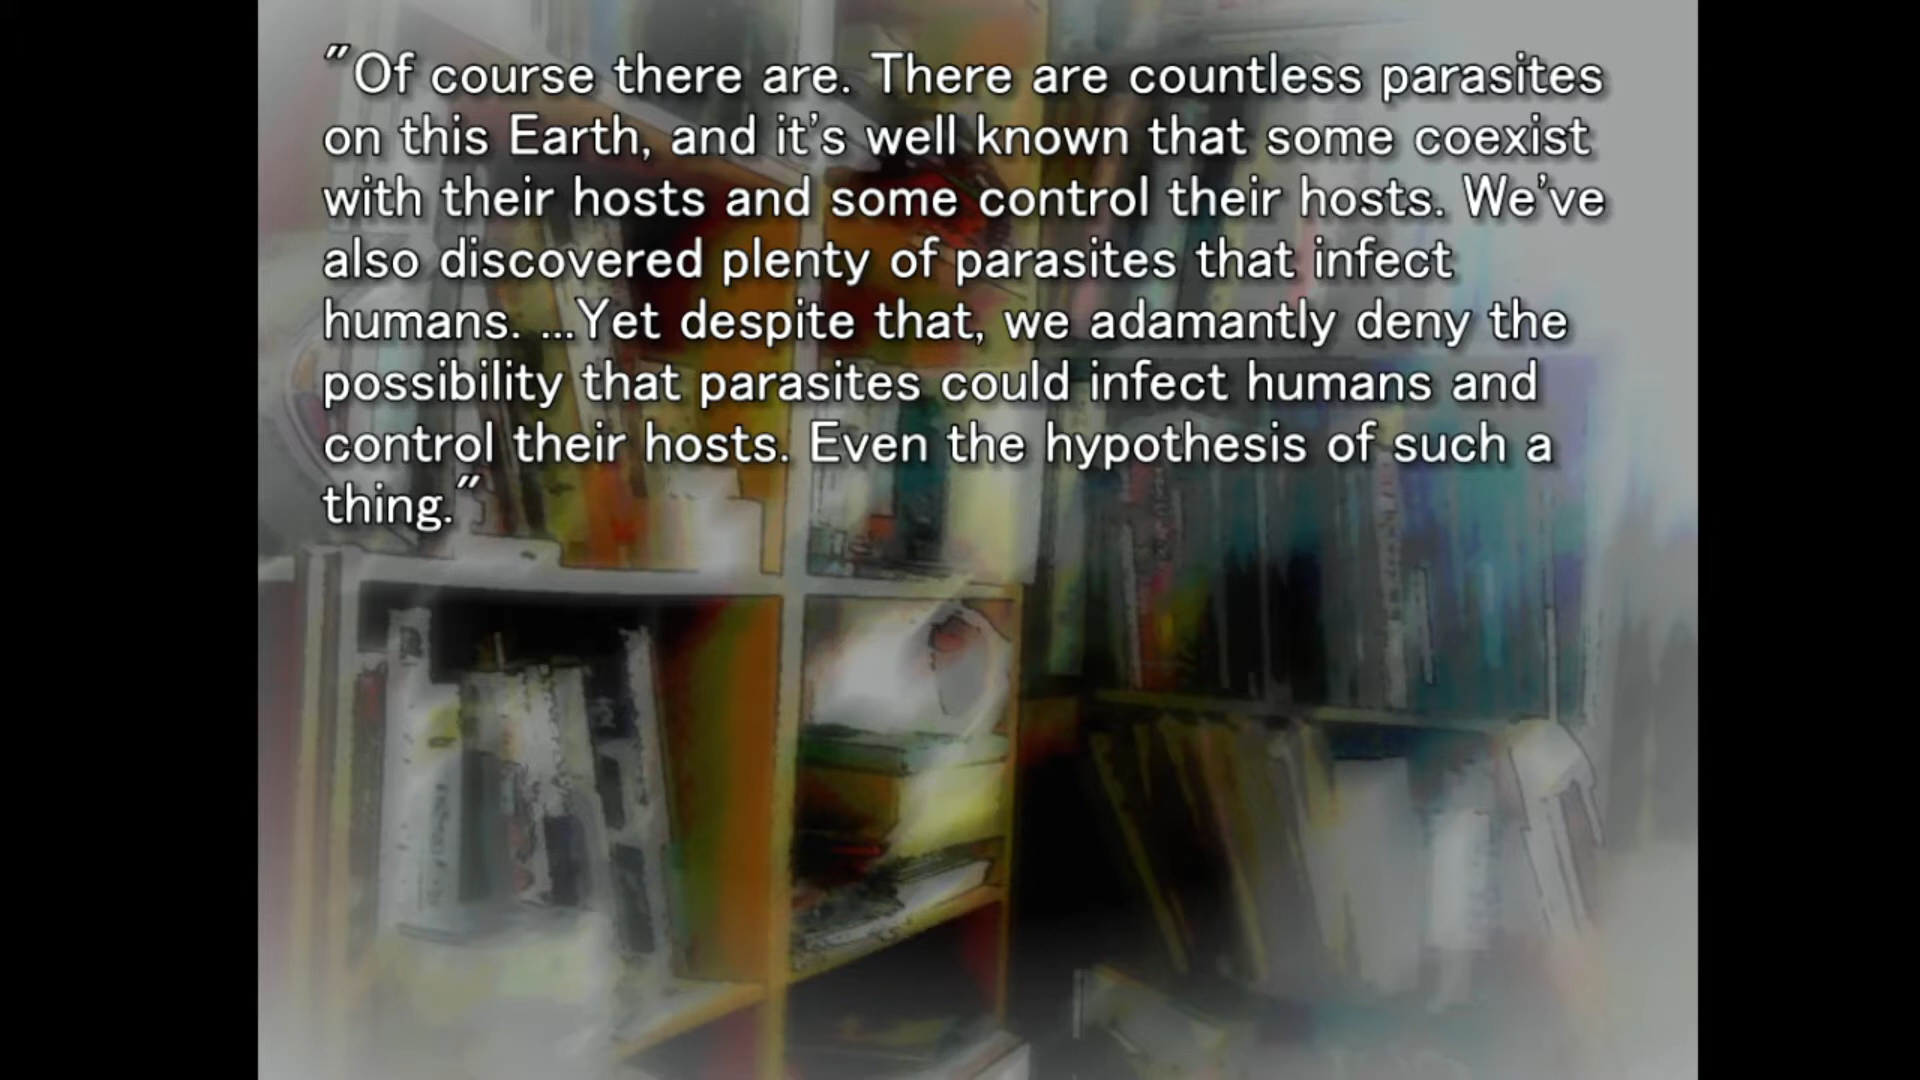 "Of course there are. There are countless parasites
on this Earth, and it's well known that some coexist
with their hosts and some control their hosts. We've
also discovered plenty of parasites that infect
humans. ...Yet despite that, we adamantly deny the
possibility that parasites could infect humans and
control their hosts. Even the hypothesis of such a
thing."